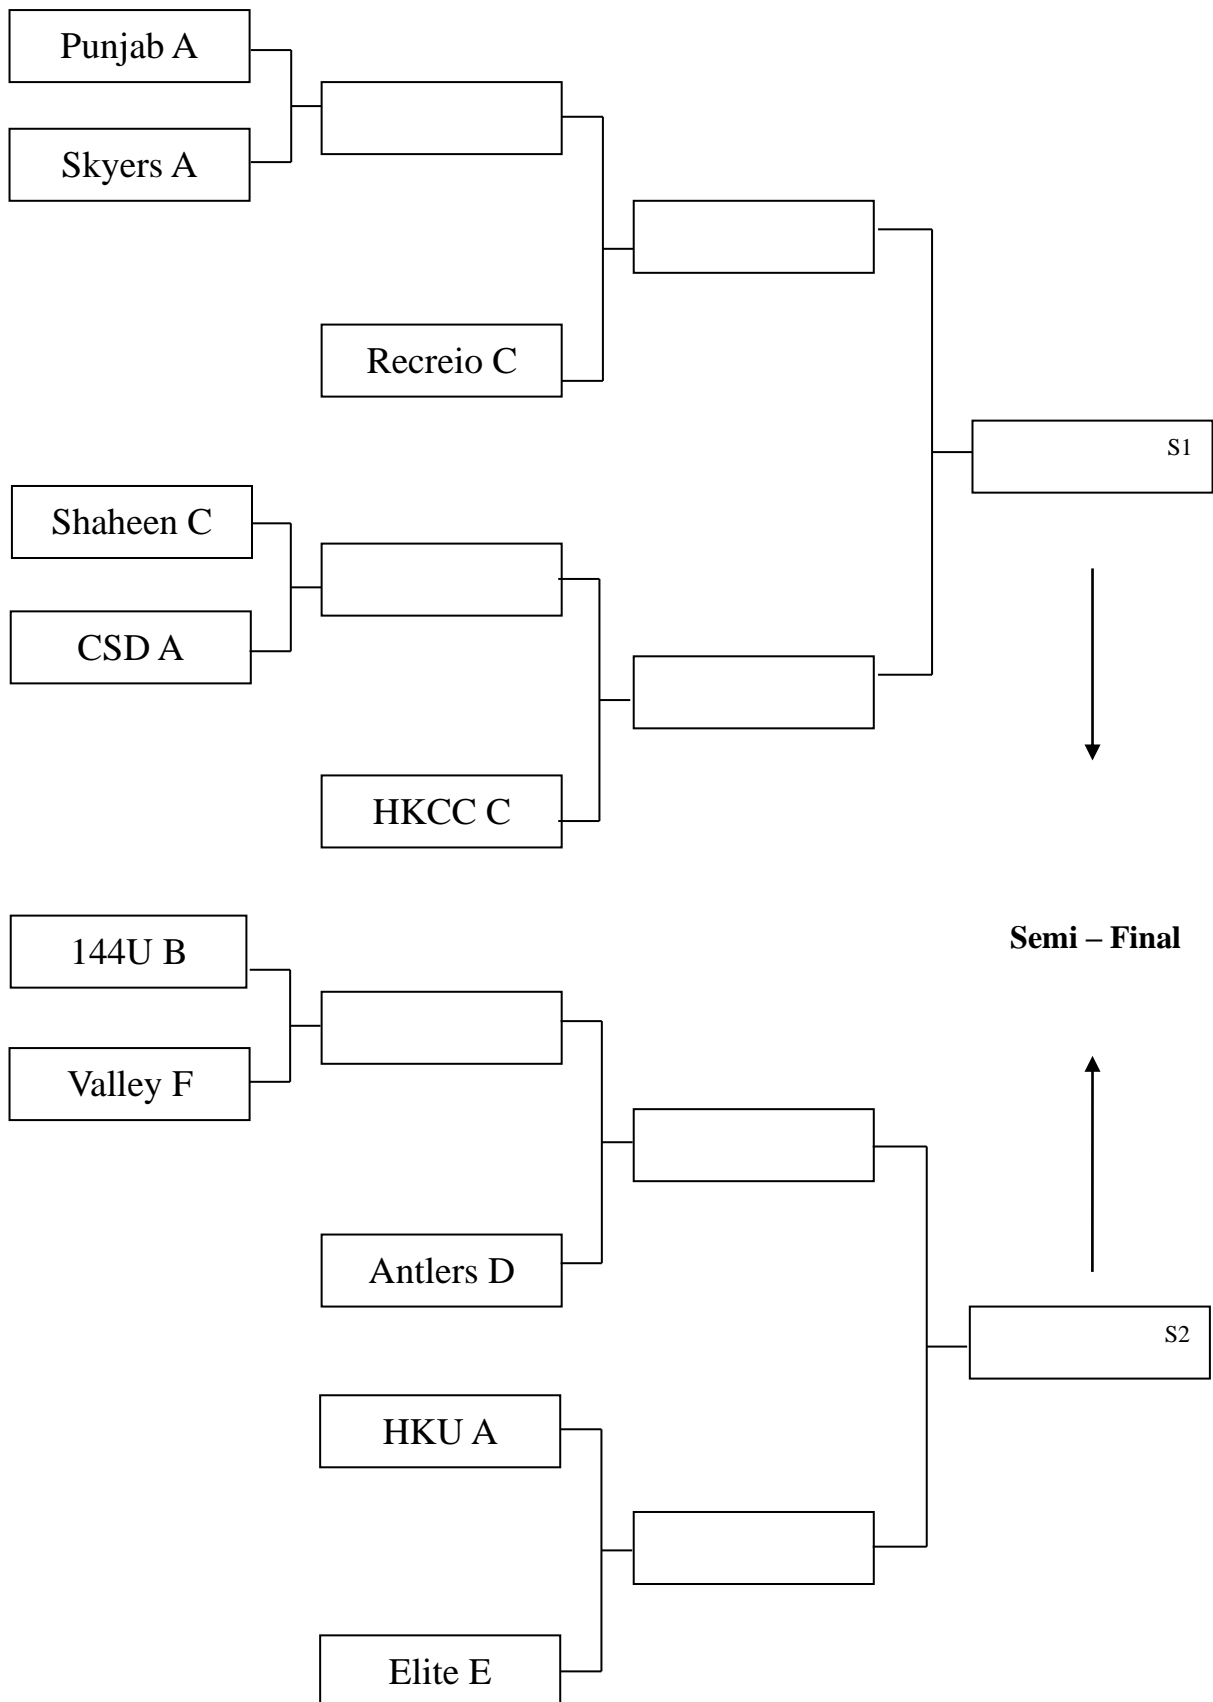 Punjab A
Skyers A
Recreio C
S1
Shaheen C
CSD A
HKCC C
144U B
Semi – Final
Valley F
Antlers D
S2
HKU A
Elite E